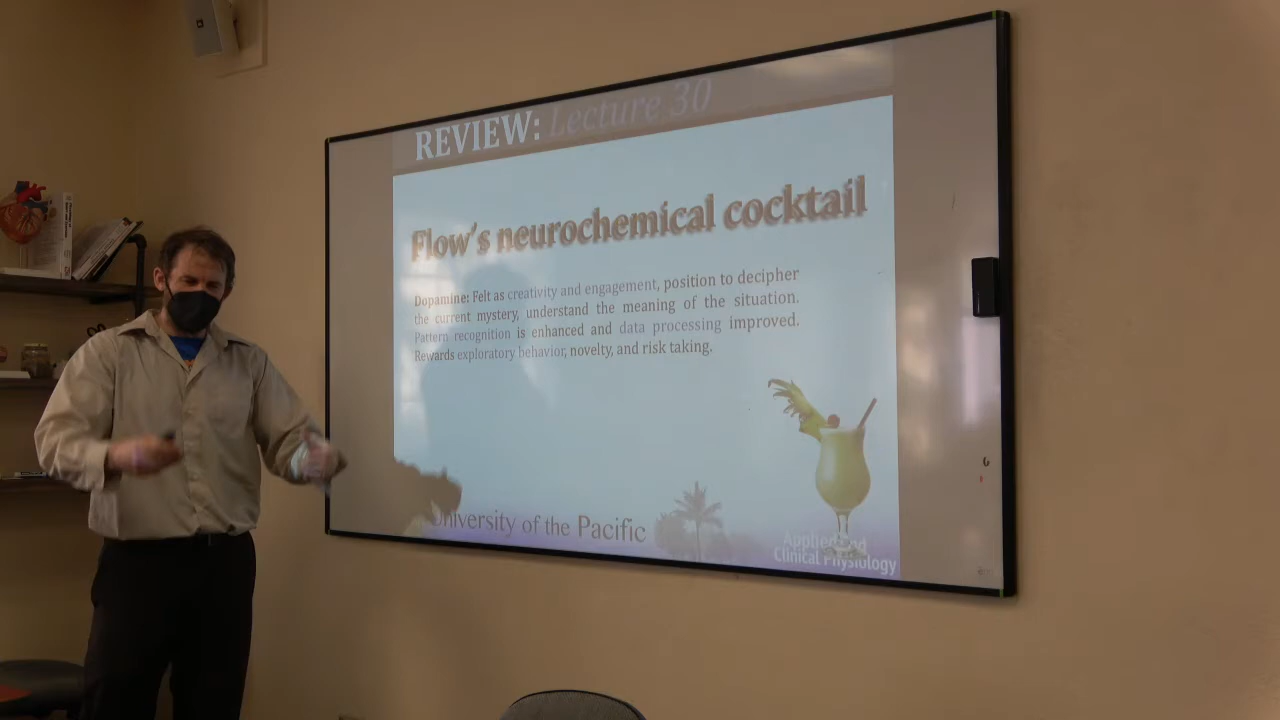 REVIEW: Lecture 30
Flow's neurochemical cocktail
Dopamine: Felt as creativity and engagement, position to decipher
the current mystery, understand the meaning of the situation.
Pattern recognition is enhanced and data processing improved.
Rewards exploratory behavior, novelty, and risk taking.
University of the Pacific
Applied and
Clinical Physiology